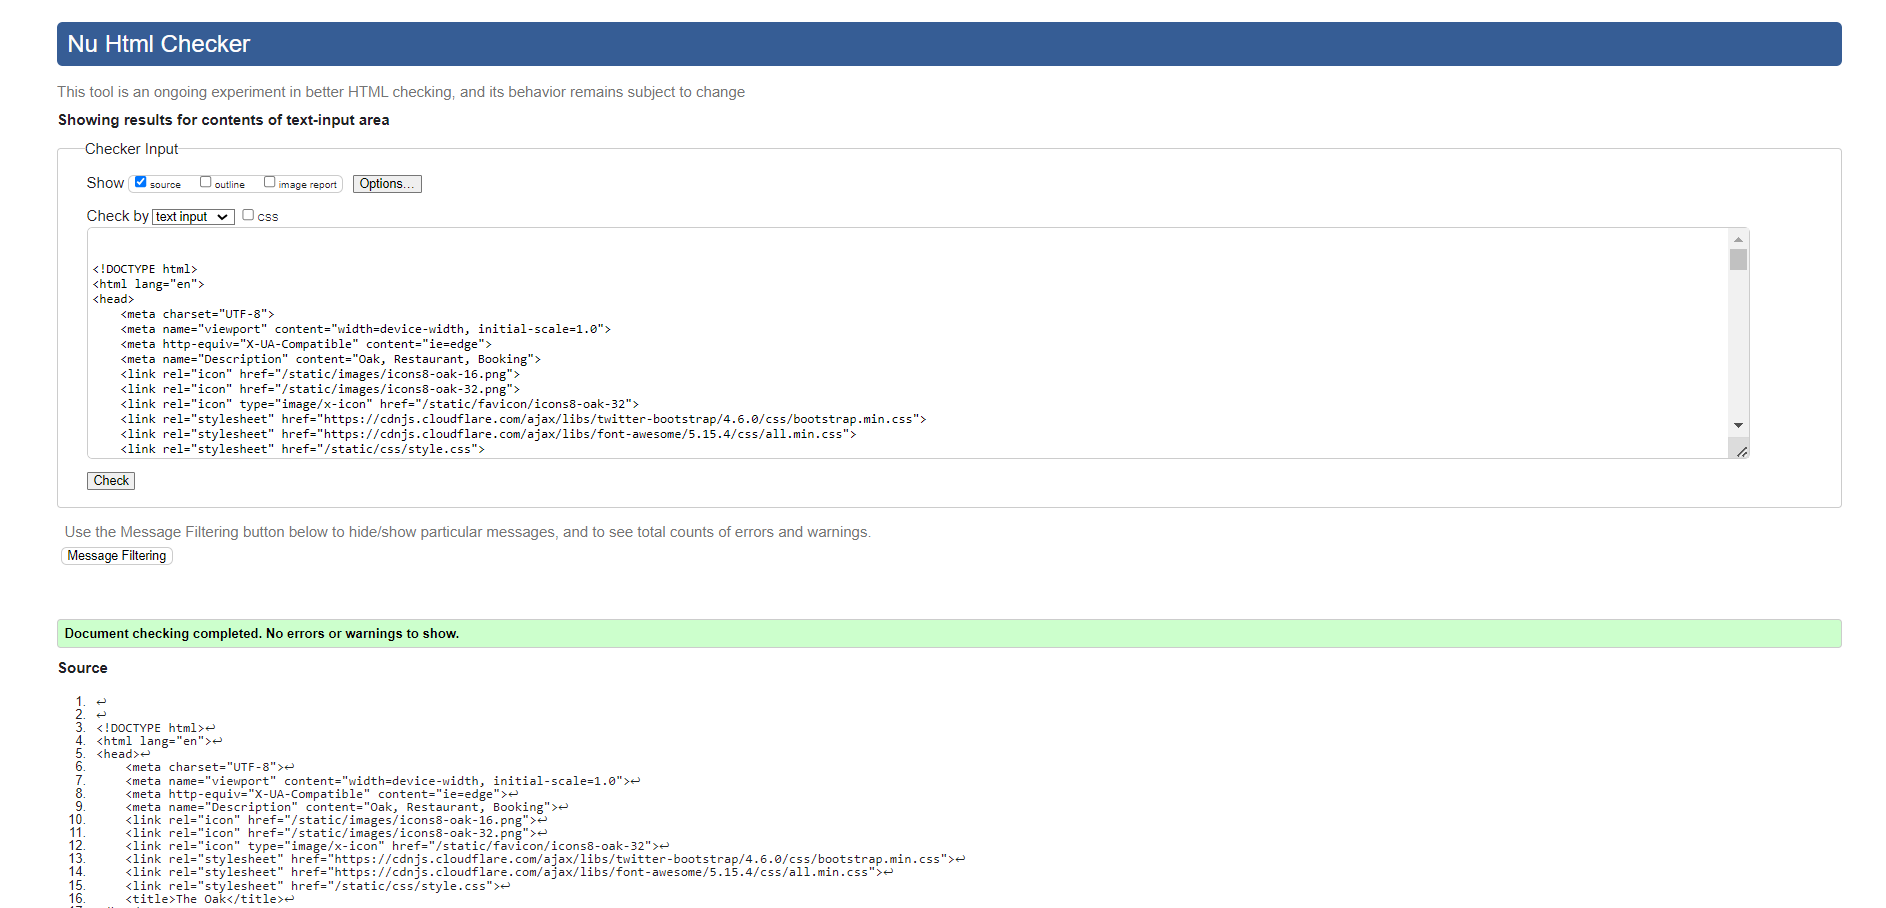 Nu Html Checker
This tool is an ongoing experiment in better HTML checking, and its behavior remains subject to change
Showing results for contents of text-input area
Checker Input
Show source outline image report Options...
Check by text input css
<!DOCTYPE html>
<html lang="en">
<head>
    <meta charset="UTF-8">
    <meta name="viewport" content="width=device-width, initial-scale=1.0">
    <meta http-equiv="X-UA-Compatible" content="ie=edge">
    <meta name="Description" content="Oak, Restaurant, Booking">
    <link rel="icon" href="/static/images/icons8-oak-16.png">
    <link rel="icon" href="/static/images/icons8-oak-32.png">
    <link rel="icon" type="image/x-icon" href="/static/favicon/icons8-oak-32">
    <link rel="stylesheet" href="https://cdnjs.cloudflare.com/ajax/libs/twitter-bootstrap/4.6.0/css/bootstrap.min.css">
    <link rel="stylesheet" href="https://cdnjs.cloudflare.com/ajax/libs/font-awesome/5.15.4/css/all.min.css">
    <link rel="stylesheet" href="/static/css/style.css">
Check
Use the Message Filtering button below to hide/show particular messages, and to see total counts of errors and warnings.
Message Filtering
Document checking completed. No errors or warnings to show.
Source
1. ↩
2. ↩
3. <!DOCTYPE html>↩
4. <html lang="en">↩
5. <head>↩
6.     <meta charset="UTF-8">↩
7.     <meta name="viewport" content="width=device-width, initial-scale=1.0">↩
8.     <meta http-equiv="X-UA-Compatible" content="ie=edge">↩
9.     <meta name="Description" content="Oak, Restaurant, Booking">↩
10.     <link rel="icon" href="/static/images/icons8-oak-16.png">↩
11.     <link rel="icon" href="/static/images/icons8-oak-32.png">↩
12.     <link rel="icon" type="image/x-icon" href="/static/favicon/icons8-oak-32">↩
13.     <link rel="stylesheet" href="https://cdnjs.cloudflare.com/ajax/libs/twitter-bootstrap/4.6.0/css/bootstrap.min.css">↩
14.     <link rel="stylesheet" href="https://cdnjs.cloudflare.com/ajax/libs/font-awesome/5.15.4/css/all.min.css">↩
15.     <link rel="stylesheet" href="/static/css/style.css">↩
16.     <title>The Oak</title>↩